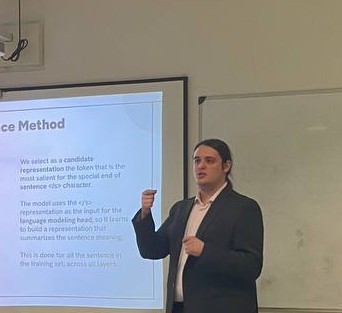 ce Method
We select as a candidate
representation the token that is the
most salient for the special end of
sentence </s> character.
The model uses the </s>
representation as the input for the
language modeling head, so it learns
to build a representation that
summarizes the sentence meaning.
This is done for all the sentence in
the training set, across all layers.